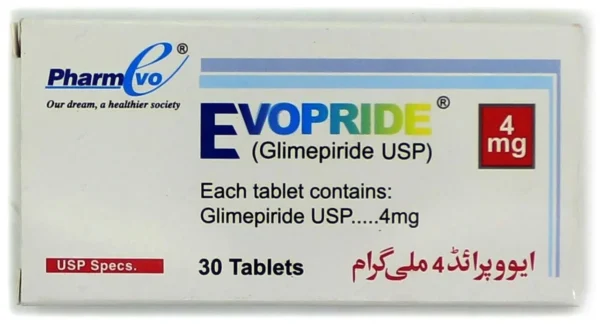 Pharmevo®
Our dream, a healthier society
EVOPRIDE®
(Glimepiride USP)
4
mg
Each tablet contains:
Glimepiride USP.....4mg
USP Specs.
30 Tablets
ایووپرائڈ 4 ملی گرام